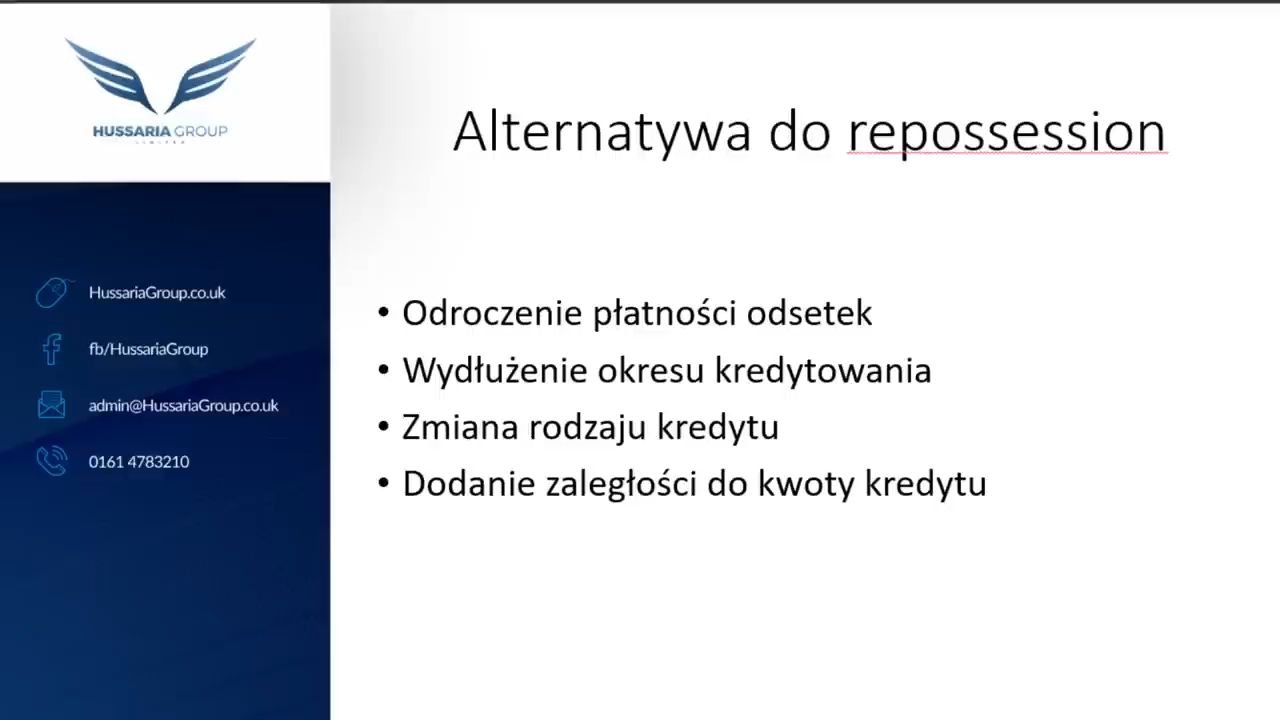 HUSSARIA GROUP
LIMITED
HussariaGroup.co.uk
fb/HussariaGroup
admin@HussariaGroup.co.uk
0161 4783210
Alternatywa do repossession
• Odroczenie płatności odsetek
• Wydłużenie okresu kredytowania
• Zmiana rodzaju kredytu
• Dodanie zaległości do kwoty kredytu